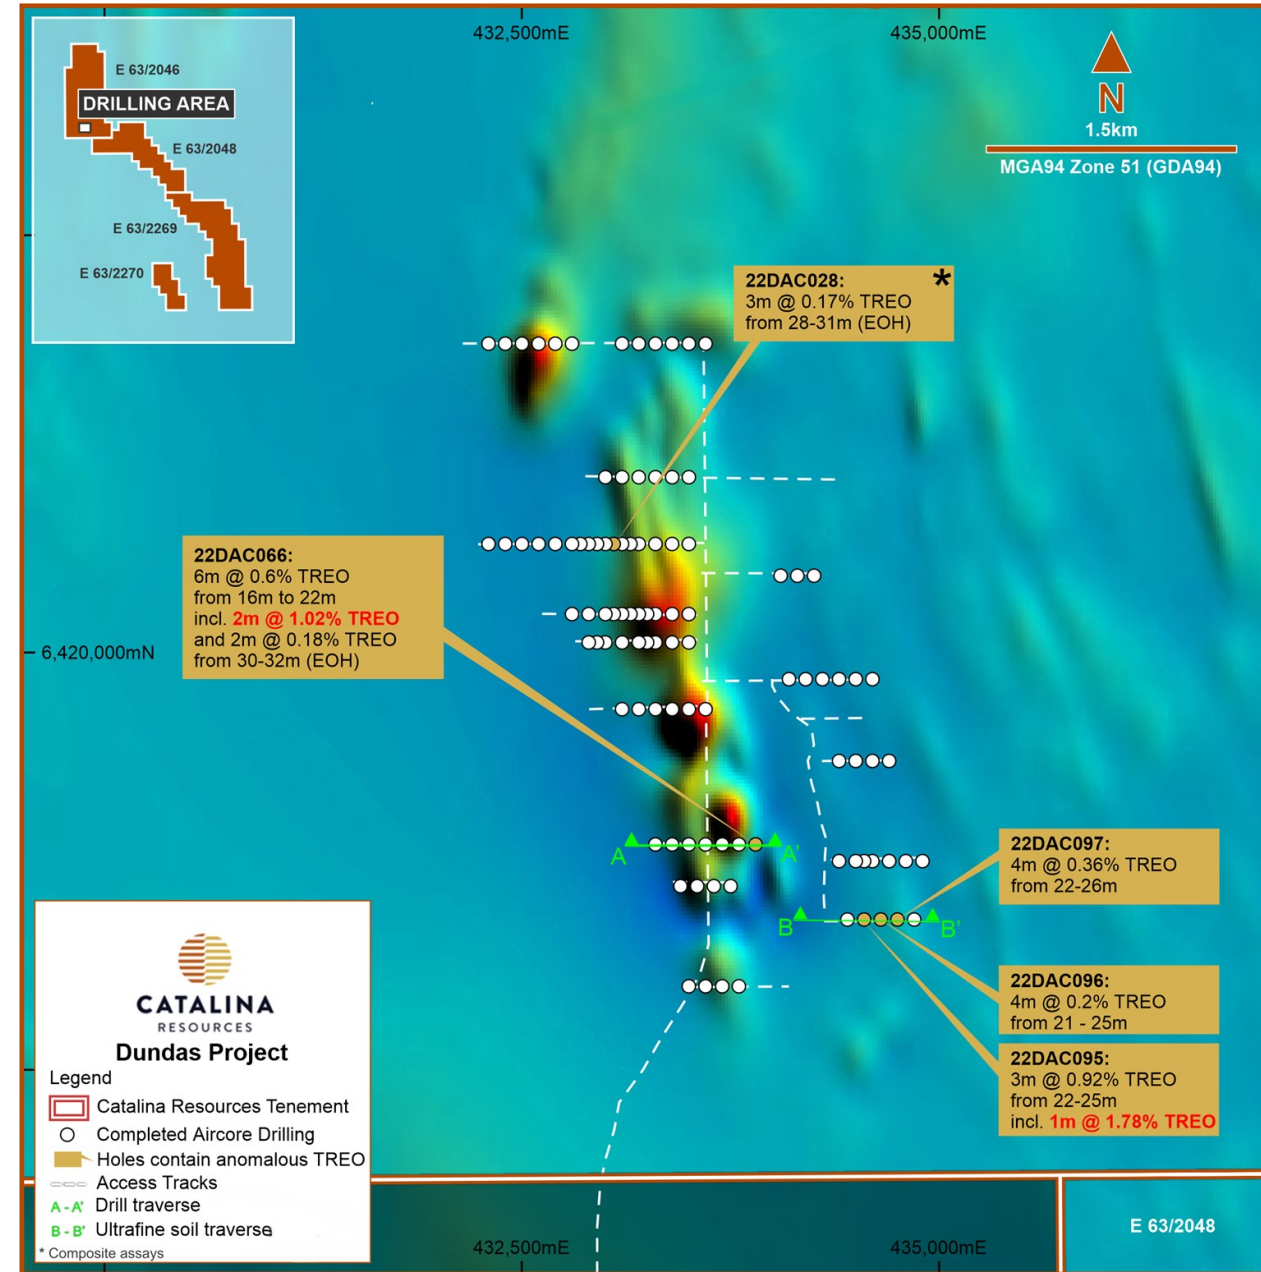 432,500mE
435,000mE
E 63/2046
DRILLING AREA
E 63/2048
E 63/2269
E 63/2270
N
1.5km
MGA94 Zone 51 (GDA94)
22DAC028:
*
3m @ 0.17% TREO
from 28-31m (EOH)
22DAC066:
6m @ 0.6% TREO
from 16m to 22m
incl. 2m @ 1.02% TREO
and 2m @ 0.18% TREO
from 30-32m (EOH)
6,420,000mN
A
A'
22DAC097:
4m @ 0.36% TREO
from 22-26m
B
B'
22DAC096:
4m @ 0.2% TREO
from 21 - 25m
22DAC095:
3m @ 0.92% TREO
from 22-25m
incl. 1m @ 1.78% TREO
CATALINA
RESOURCES
Dundas Project
Legend
Catalina Resources Tenement
Completed Aircore Drilling
Holes contain anomalous TREO
Access Tracks
A - A' Drill traverse
B - B' Ultrafine soil traverse
* Composite assays
432,500mE
435,000mE
E 63/2048